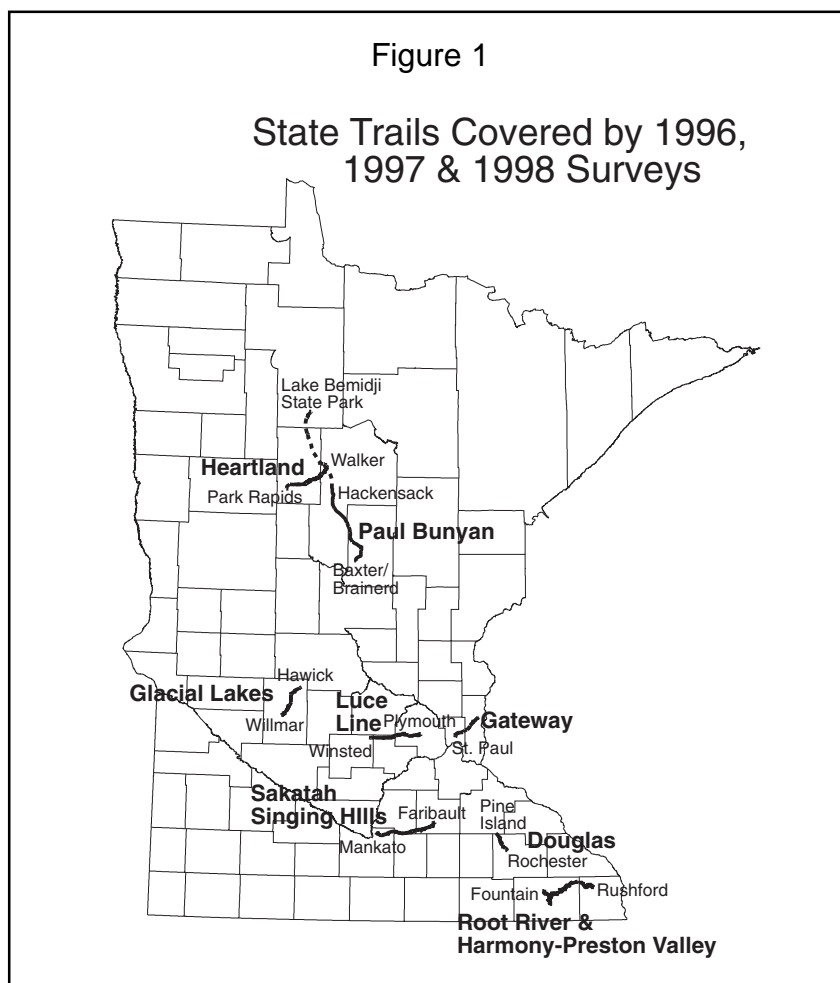 Figure 1
State Trails Covered by 1996,
1997 & 1998 Surveys
Lake Bemidji
State Park
Heartland
Walker
Park Rapids
Hackensack
Paul Bunyan
Baxter/
Brainerd
Hawick
Glacial Lakes
Willmar
Luce
Line
Plymouth
Gateway
Winsted
St. Paul
Sakatah
Singing HIlls
Faribault
Mankato
Pine
Island
Douglas
Rochester
Fountain
Rushford
Root River &
Harmony-Preston Valley